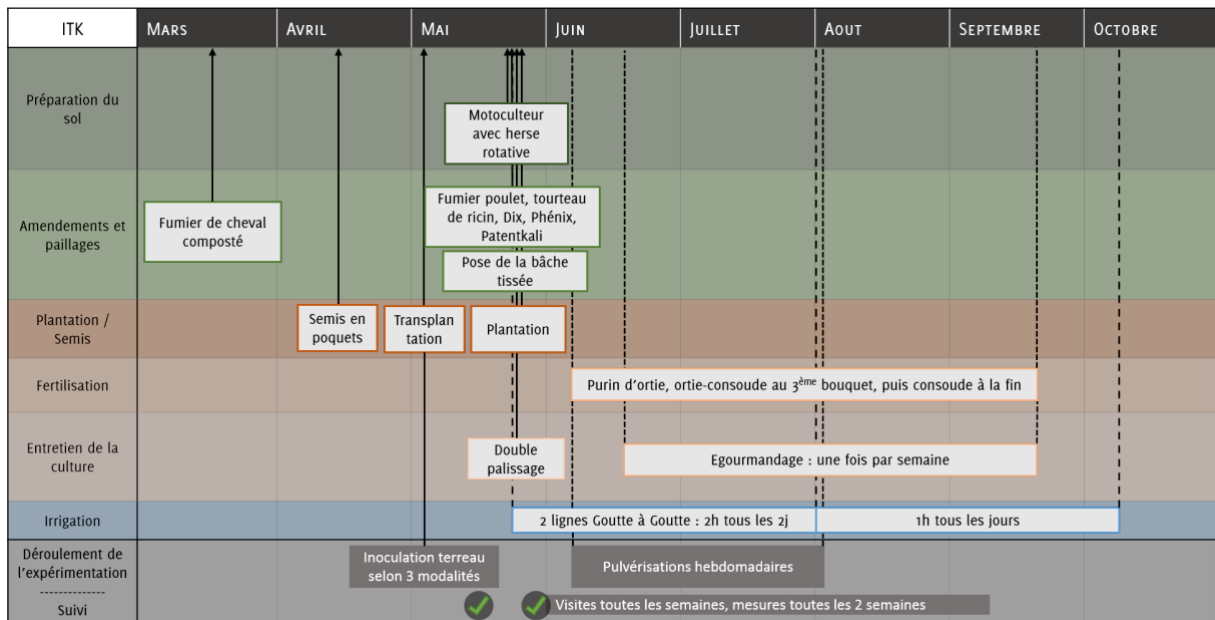 ITK MARS AVRIL MAI JUIN JUILLET AOUT SEPTEMBRE OCTOBRE
Préparation du
sol
Motoculteur
avec herse
rotative
Amendements et
paillages
Fumier de cheval
composté
Fumier poulet, tourteau
de ricin, Dix, Phénix,
Patentkali
Pose de la bâche
tissée
Plantation /
Semis
Semis en
poquets
Transplan
tation
Plantation
Fertilisation
Purin d'ortie, ortie-consoude au 3ème bouquet, puis consoude à la fin
Entretien de la
culture
Double
palissage
Egourmandage : une fois par semaine
Irrigation
2 lignes Goutte à Goutte : 2h tous les 2j
1h tous les jours
Déroulement de
l'expérimentation
--------------
Suivi
Inoculation terreau
selon 3 modalités
Pulvérisations hebdomadaires
Visites toutes les semaines, mesures toutes les 2 semaines